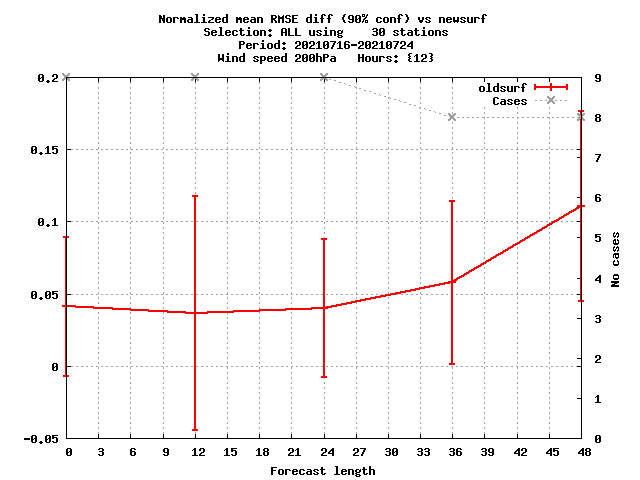 Normalized mean RMSE diff (90% conf) vs newsurf
Selection: ALL using 30 stations
Period: 20210716-20210724
Wind speed 200hPa Hours: {12}
oldsurf
Cases
0.2
0.15
0.1
0.05
0
-0.05
9
8
7
6
5
4
3
2
1
0
No cases
0 3 6 9 12 15 18 21 24 27 30 33 36 39 42 45 48
Forecast length